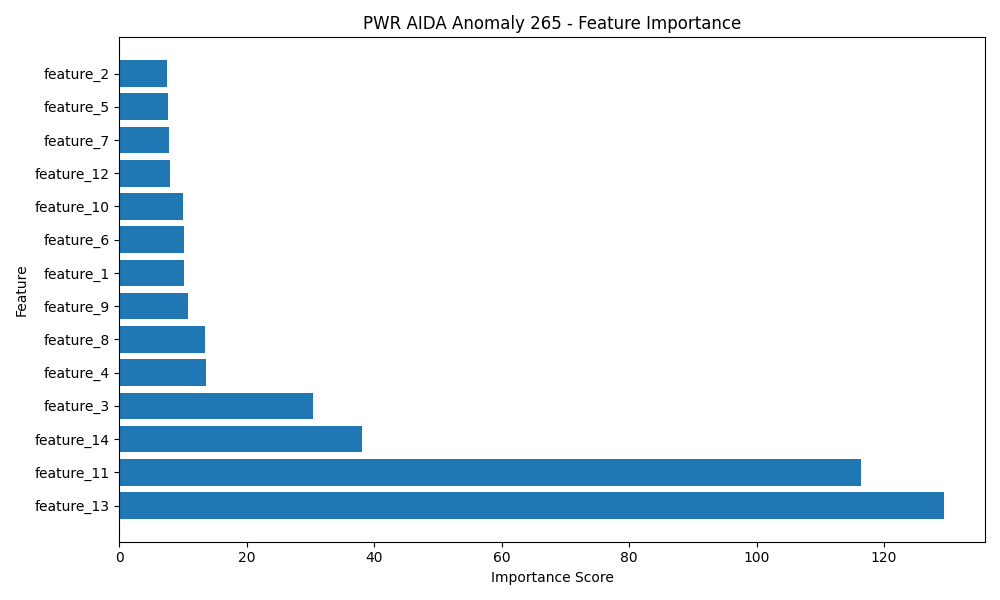 PWR AIDA Anomaly 265 - Feature Importance
feature_2
feature_5
feature_7
feature_12
feature_10
feature_6
feature_1
feature_9
feature_8
feature_4
feature_3
feature_14
feature_11
feature_13
Feature
0 20 40 60 80 100 120
Importance Score